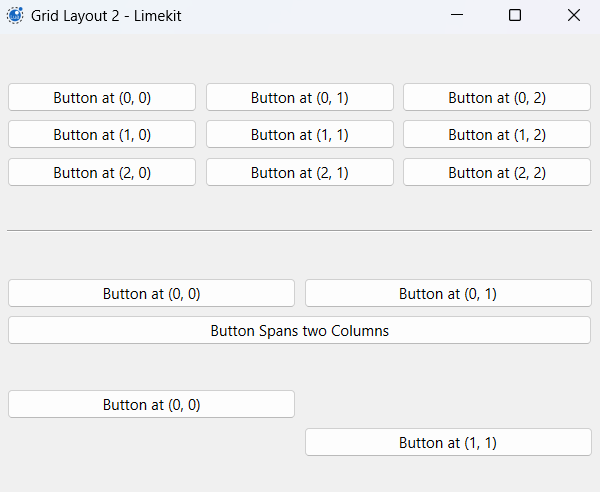 Grid Layout 2 - Limekit
Button at (0, 0) Button at (0, 1) Button at (0, 2)
Button at (1, 0) Button at (1, 1) Button at (1, 2)
Button at (2, 0) Button at (2, 1) Button at (2, 2)
Button at (0, 0) Button at (0, 1)
Button Spans two Columns
Button at (0, 0)
Button at (1, 1)